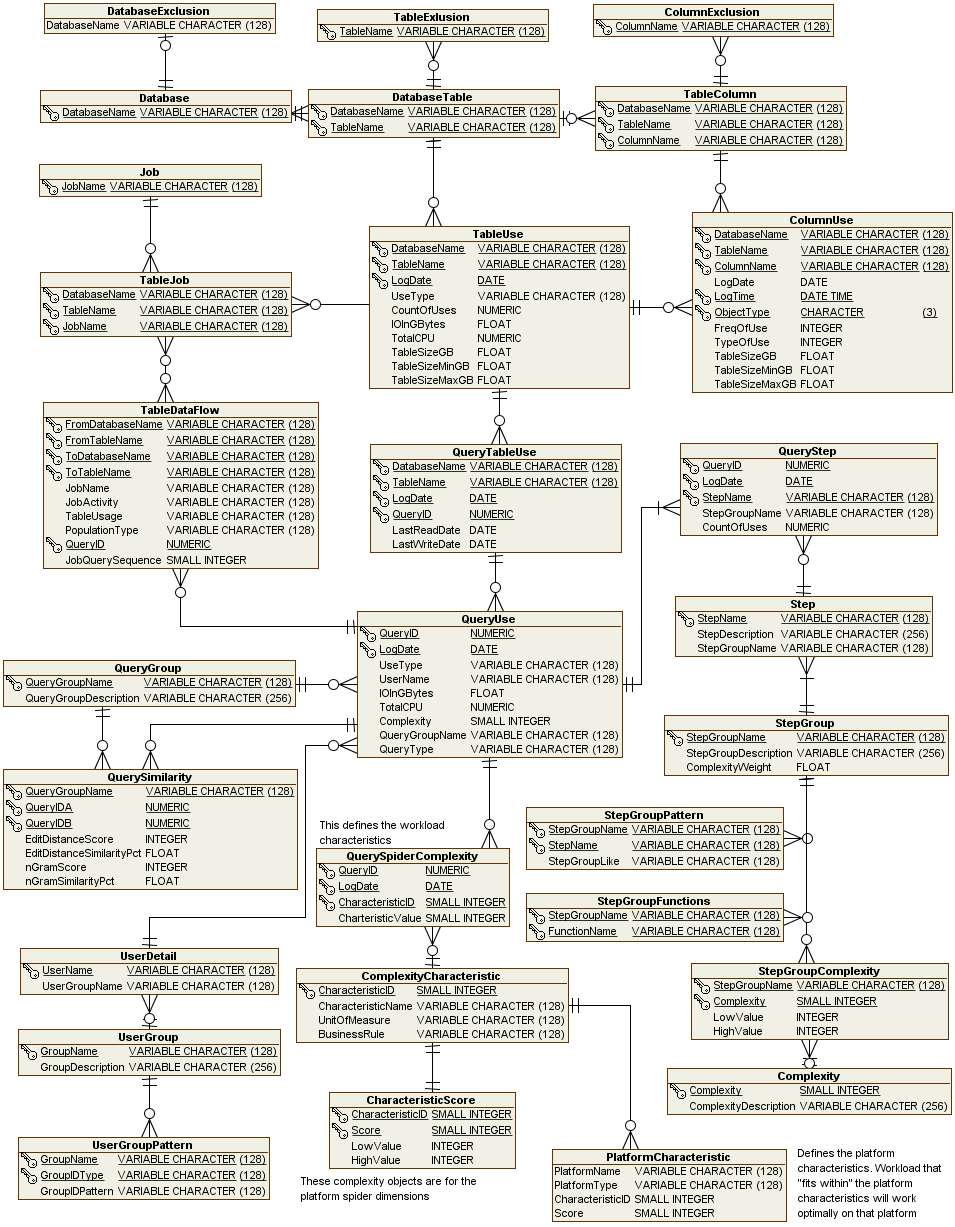 DatabaseExclusion
DatabaseName VARIABLE CHARACTER (128)
TableExlusion
TableName VARIABLE CHARACTER (128)
ColumnExclusion
ColumnName VARIABLE CHARACTER (128)
Database
DatabaseName VARIABLE CHARACTER (128)
DatabaseTable
DatabaseName VARIABLE CHARACTER (128)
TableName VARIABLE CHARACTER (128)
TableColumn
DatabaseName VARIABLE CHARACTER (128)
TableName VARIABLE CHARACTER (128)
ColumnName VARIABLE CHARACTER (128)
Job
JobName VARIABLE CHARACTER (128)
TableUse
DatabaseName VARIABLE CHARACTER (128)
TableName VARIABLE CHARACTER (128)
LogDate DATE
UseType VARIABLE CHARACTER (128)
CountOfUses NUMERIC
IOInGBytes FLOAT
TotalCPU NUMERIC
TableSizeGB FLOAT
TableSizeMinGB FLOAT
TableSizeMaxGB FLOAT
ColumnUse
DatabaseName VARIABLE CHARACTER (128)
TableName VARIABLE CHARACTER (128)
ColumnName VARIABLE CHARACTER (128)
LogDate DATE
LogTime DATE TIME
ObjectType CHARACTER (3)
FreqOfUse INTEGER
TypeOfUse INTEGER
TableSizeGB FLOAT
TableSizeMinGB FLOAT
TableSizeMaxGB FLOAT
TableJob
DatabaseName VARIABLE CHARACTER (128)
TableName VARIABLE CHARACTER (128)
JobName VARIABLE CHARACTER (128)
TableDataFlow
FromDatabaseName VARIABLE CHARACTER (128)
FromTableName VARIABLE CHARACTER (128)
ToDatabaseName VARIABLE CHARACTER (128)
ToTableName VARIABLE CHARACTER (128)
JobName VARIABLE CHARACTER (128)
JobActivity VARIABLE CHARACTER (128)
TableUsage VARIABLE CHARACTER (128)
PopulationType VARIABLE CHARACTER (128)
QueryID NUMERIC
JobQuerySequence SMALL INTEGER
QueryTableUse
DatabaseName VARIABLE CHARACTER (128)
TableName VARIABLE CHARACTER (128)
LogDate DATE
QueryID NUMERIC
LastReadDate DATE
LastWriteDate DATE
QueryStep
QueryID NUMERIC
LogDate DATE
StepName VARIABLE CHARACTER (128)
StepGroupName VARIABLE CHARACTER (128)
CountOfUses NUMERIC
Step
StepName VARIABLE CHARACTER (128)
StepDescription VARIABLE CHARACTER (256)
StepGroupName VARIABLE CHARACTER (128)
QueryUse
QueryID NUMERIC
LogDate DATE
UseType VARIABLE CHARACTER (128)
UserName VARIABLE CHARACTER (128)
IOInGBytes FLOAT
TotalCPU NUMERIC
Complexity SMALL INTEGER
QueryGroupName VARIABLE CHARACTER (128)
QueryType VARIABLE CHARACTER (128)
QueryGroup
QueryGroupName VARIABLE CHARACTER (128)
QueryGroupDescription VARIABLE CHARACTER (256)
StepGroup
StepGroupName VARIABLE CHARACTER (128)
StepGroupDescription VARIABLE CHARACTER (256)
ComplexityWeight FLOAT
QuerySimilarity
QueryGroupName VARIABLE CHARACTER (128)
QueryIDA NUMERIC
QueryIDB NUMERIC
EditDistanceScore INTEGER
EditDistanceSimilarityPct FLOAT
nGramScore INTEGER
nGramSimilarityPct FLOAT
This defines the workload
characteristics
QuerySpiderComplexity
QueryID NUMERIC
LogDate DATE
CharacteristicID SMALL INTEGER
CharteristicValue SMALL INTEGER
StepGroupPattern
StepGroupName VARIABLE CHARACTER (128)
StepName VARIABLE CHARACTER (128)
StepGroupLike VARIABLE CHARACTER (128)
StepGroupFunctions
StepGroupName VARIABLE CHARACTER (128)
FunctionName VARIABLE CHARACTER (128)
UserDetail
UserName VARIABLE CHARACTER (128)
UserGroupName VARIABLE CHARACTER (128)
ComplexityCharacteristic
CharacteristicID SMALL INTEGER
CharacteristicName VARIABLE CHARACTER (128)
UnitOfMeasure VARIABLE CHARACTER (128)
BusinessRule VARIABLE CHARACTER (128)
StepGroupComplexity
StepGroupName VARIABLE CHARACTER (128)
Complexity SMALL INTEGER
LowValue INTEGER
HighValue INTEGER
UserGroup
GroupName VARIABLE CHARACTER (128)
GroupDescription VARIABLE CHARACTER (256)
Complexity
Complexity SMALL INTEGER
ComplexityDescription VARIABLE CHARACTER (256)
CharacteristicScore
CharacteristicID SMALL INTEGER
Score SMALL INTEGER
LowValue INTEGER
HighValue INTEGER
These complexity objects are for the
platform spider dimensions
UserGroupPattern
GroupName VARIABLE CHARACTER (128)
GroupIDType VARIABLE CHARACTER (128)
GroupIDPattern VARIABLE CHARACTER (128)
PlatformCharacteristic
PlatformName VARIABLE CHARACTER (128)
PlatformType VARIABLE CHARACTER (128)
CharacteristicID SMALL INTEGER
Score SMALL INTEGER
Defines the platform
characteristics. Workload that
"fits within" the platform
characteristics will work
optimally on that platform